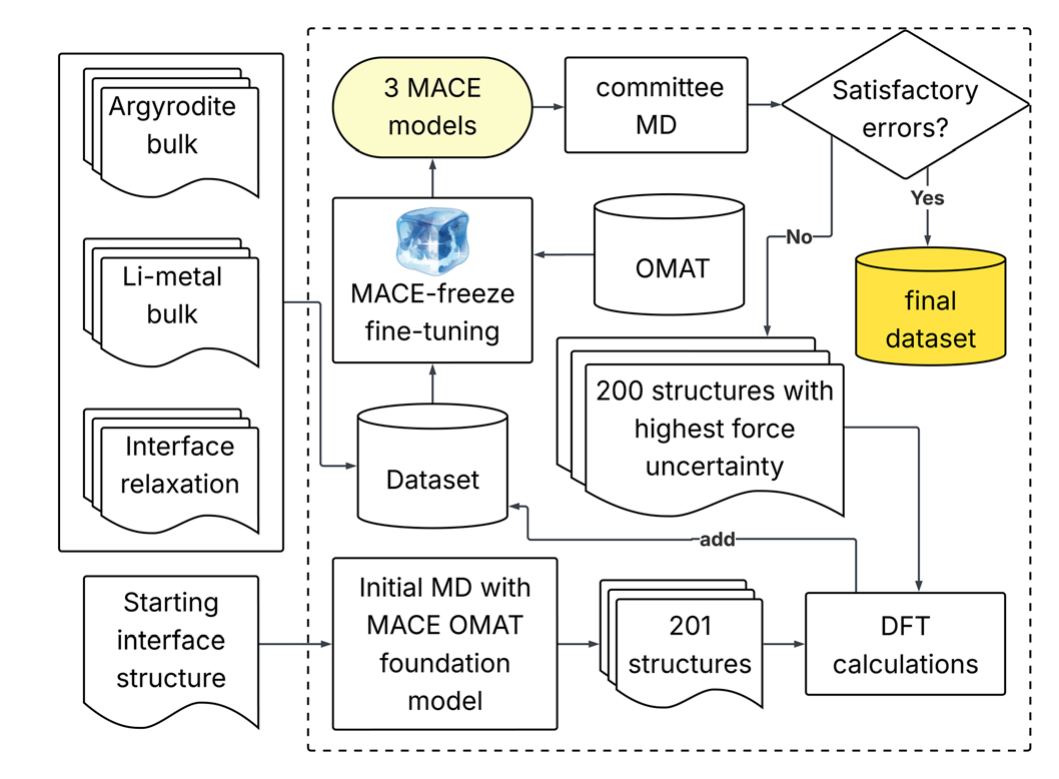 Argyrodite
bulk
Li-metal
bulk
Interface
relaxation
Starting
interface
structure
3 MACE
models
committee
MD
Satisfactory
errors?
Yes
No
MACE-freeze
fine-tuning
OMAT
final
dataset
200 structures with
highest force
uncertainty
Dataset
add
Initial MD with
MACE OMAT
foundation
model
201
structures
DFT
calculations